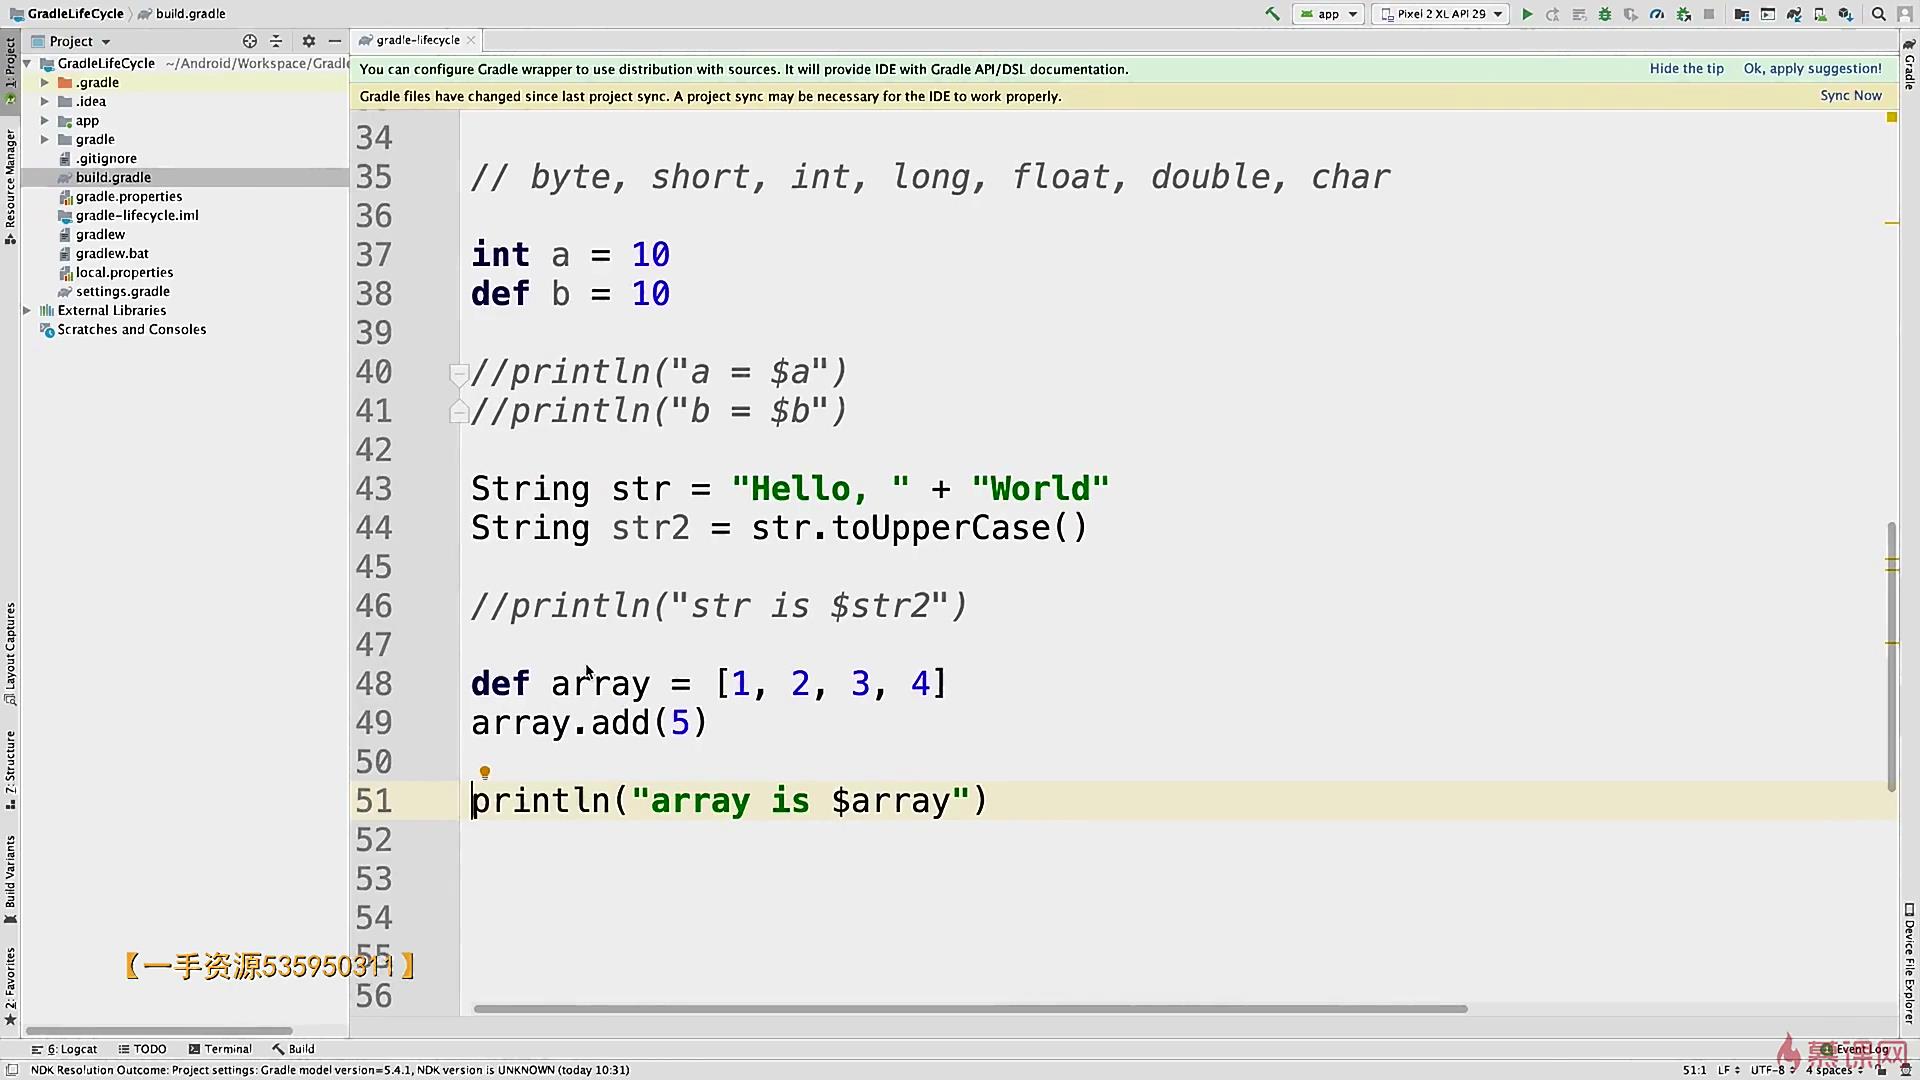 GradleLifeCycle
build.gradle
app
Pixel 2 XL API 29
Project
gradle-lifecycle
GradleLifeCycle ~/Android/Workspace/Gradle
.gradle
.idea
app
gradle
.gitignore
build.gradle
gradle.properties
gradle-lifecycle.iml
gradlew
gradlew.bat
local.properties
settings.gradle
External Libraries
Scratches and Consoles
1: Project
Resource Manager
Layout Captures
7: Structure
Build Variants
2: Favorites
You can configure Gradle wrapper to use distribution with sources. It will provide IDE with Gradle API/DSL documentation.
Hide the tip
Ok, apply suggestion!
Gradle files have changed since last project sync. A project sync may be necessary for the IDE to work properly.
Sync Now
34
35 // byte, short, int, long, float, double, char
36
37 int a = 10
38 def b = 10
39
40 //println("a = $a")
41 //println("b = $b")
42
43 String str = "Hello, " + "World"
44 String str2 = str.toUpperCase()
45
46 //println("str is $str2")
47
48 def array = [1, 2, 3, 4]
49 array.add(5)
50
51 println("array is $array")
52
53
54
55
56
【一手资源535950311】
Gradle
Device File Explorer
6: Logcat
TODO
Terminal
Build
Event Log
慕课网
NDK Resolution Outcome: Project settings: Gradle model version=5.4.1, NDK version is UNKNOWN (today 10:31)
51:1 LF UTF-8 4 spaces